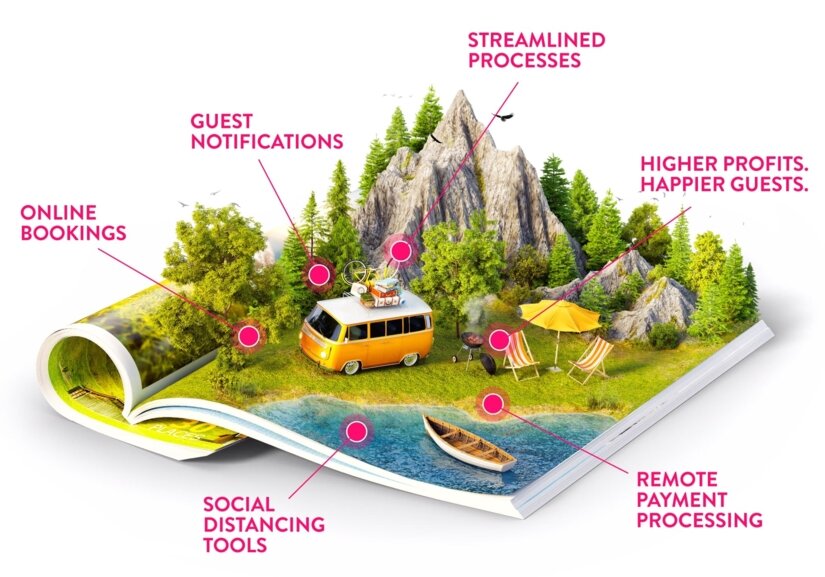 STREAMLINED
PROCESSES
GUEST
NOTIFICATIONS
HIGHER PROFITS.
HAPPIER GUESTS.
ONLINE
BOOKINGS
SOCIAL
DISTANCING
TOOLS
REMOTE
PAYMENT
PROCESSING